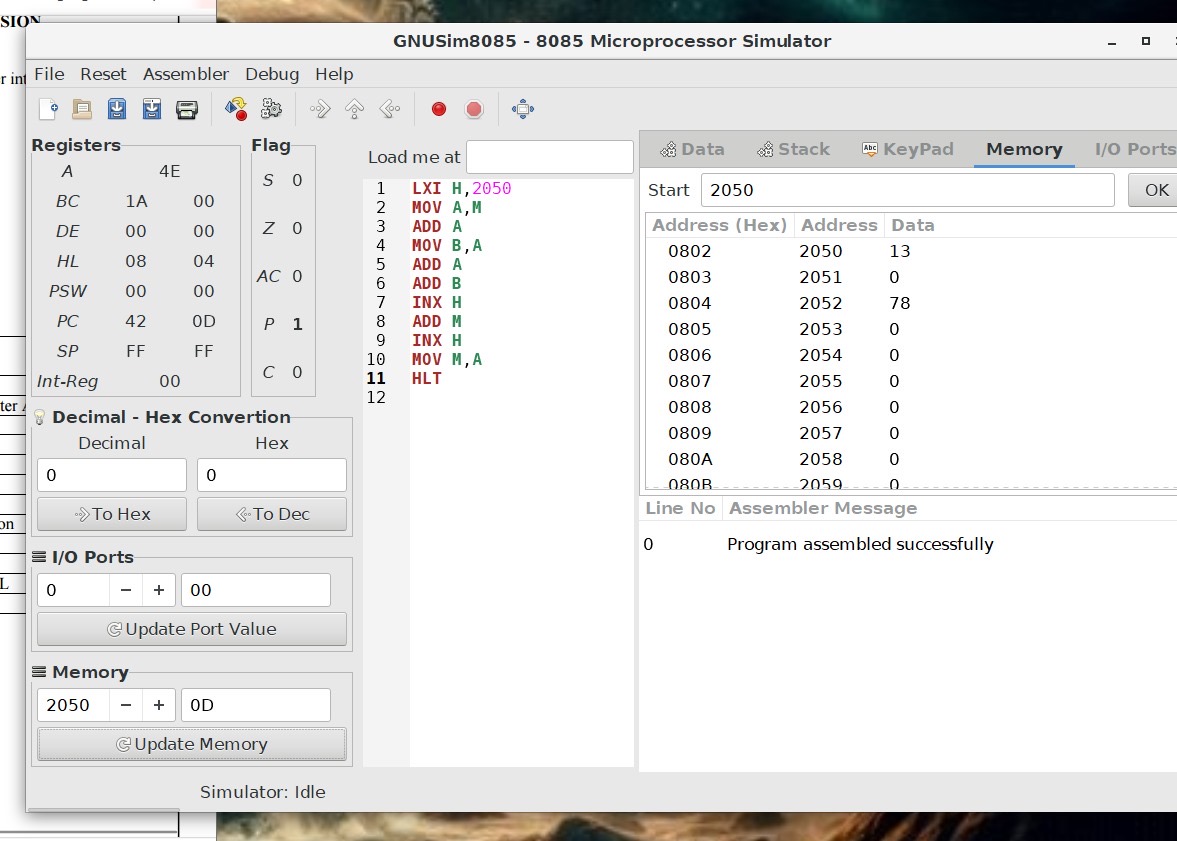 SION
r int
ter
on
L
GNUSim8085 - 8085 Microprocessor Simulator
File Reset Assembler Debug Help
Registers
A 4E
BC 1A 00
DE 00 00
HL 08 04
PSW 00 00
PC 42 0D
SP FF FF
Int-Reg 00
Flag
S 0
Z 0
AC 0
P 1
C 0
Decimal - Hex Convertion
Decimal Hex
0 0
To Hex To Dec
I/O Ports
0 − + 00
Update Port Value
Memory
2050 − + 0D
Update Memory
Load me at
1 LXI H,2050
2 MOV A,M
3 ADD A
4 MOV B,A
5 ADD A
6 ADD B
7 INX H
8 ADD M
9 INX H
10 MOV M,A
11 HLT
12
Data Stack Abc KeyPad Memory I/O Ports
Start 2050 OK
Address (Hex) Address Data
0802 2050 13
0803 2051 0
0804 2052 78
0805 2053 0
0806 2054 0
0807 2055 0
0808 2056 0
0809 2057 0
080A 2058 0
080B 2059 0
Line No Assembler Message
0 Program assembled successfully
Simulator: Idle